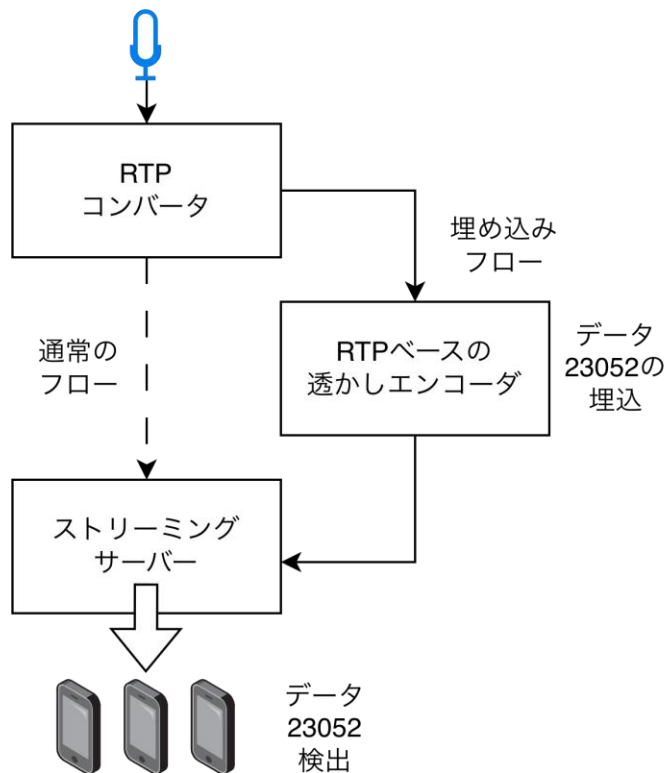 RTP
コンバータ
埋め込み
フロー
通常の
フロー
RTPベースの
透かしエンコーダ
データ
23052の
埋込
ストリーミング
サーバー
データ
23052
検出